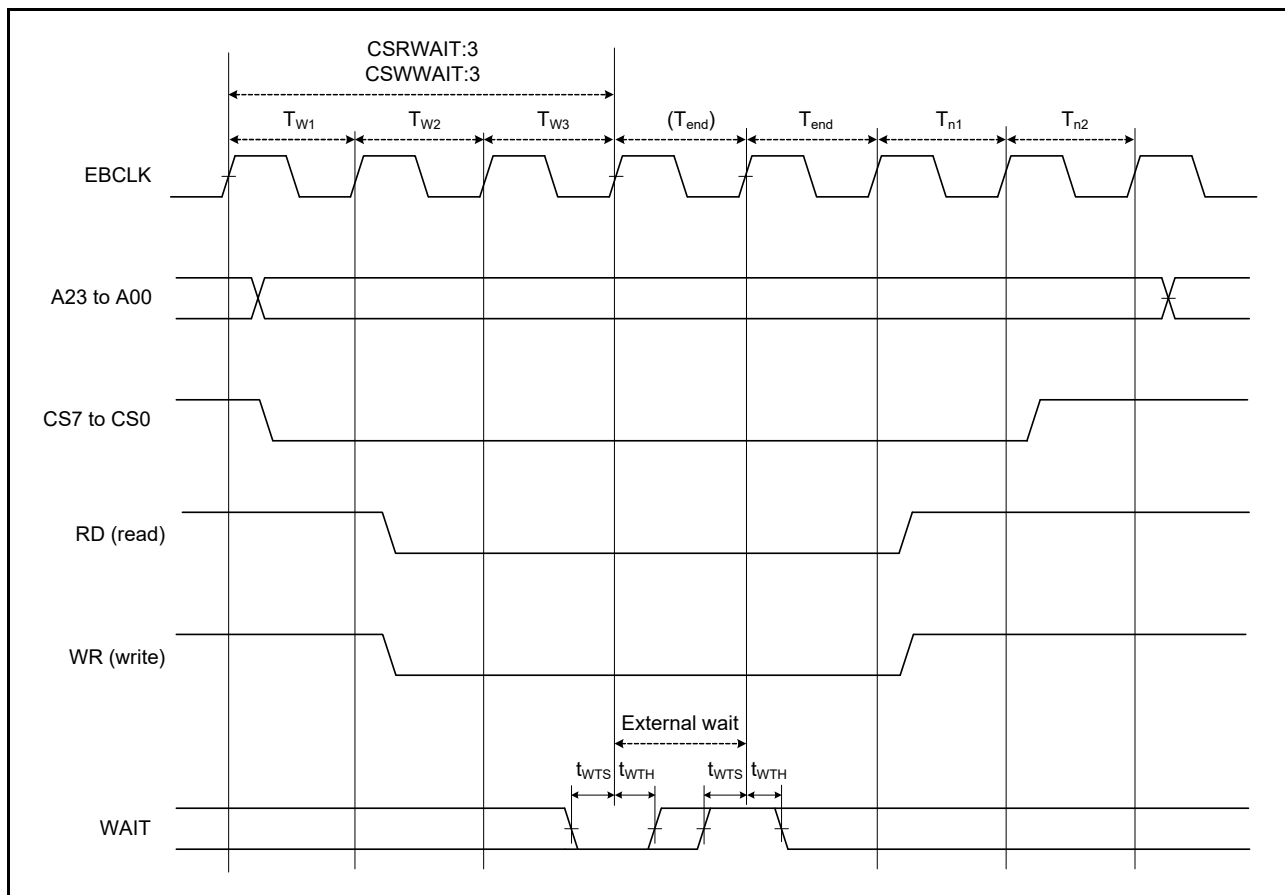 CSRWAIT:3
CSWWAIT:3
TW1 TW2 TW3 (Tend) Tend Tn1 Tn2
EBCLK
A23 to A00
CS7 to CS0
RD (read)
WR (write)
External wait
tWTS tWTH tWTS tWTH
WAIT